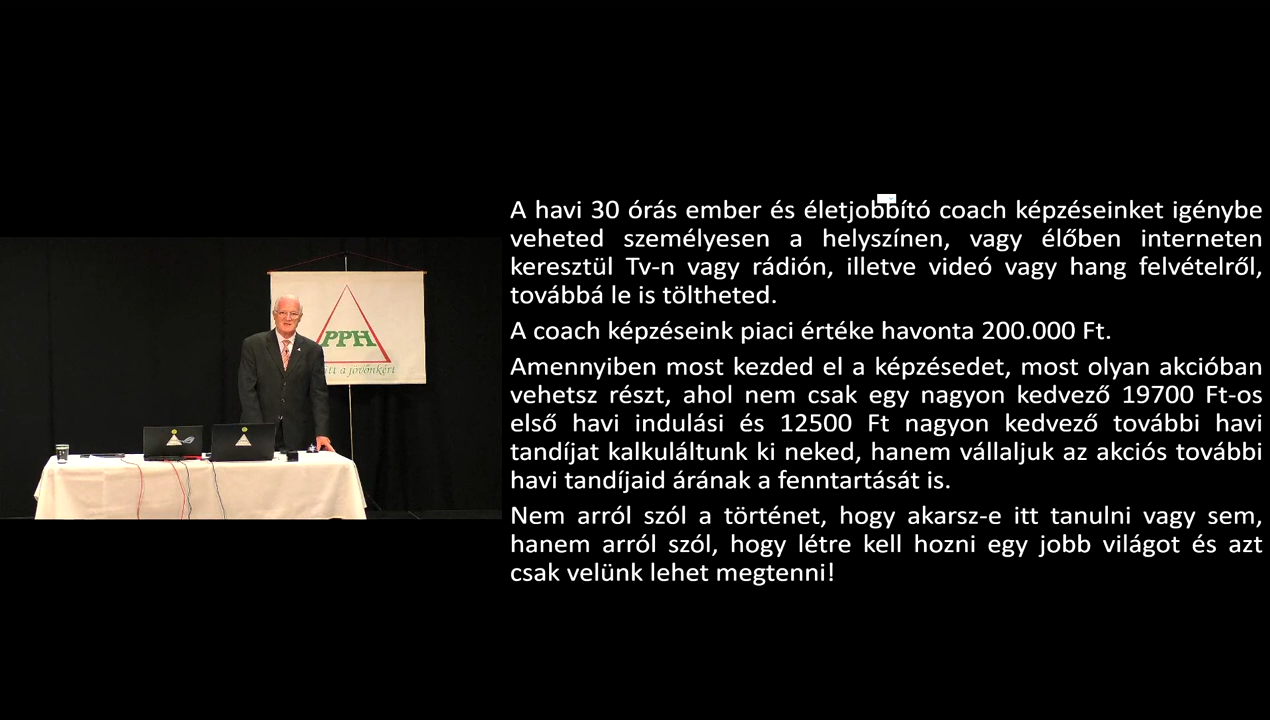 A havi 30 órás ember és életjobbító coach képzéseinket igénybe
veheted személyesen a helyszínen, vagy élőben interneten
keresztül Tv-n vagy rádión, illetve videó vagy hang felvételről,
továbbá le is töltheted.
A coach képzéseink piaci értéke havonta 200.000 Ft.
Amennyiben most kezded el a képzésedet, most olyan akcióban
vehetsz részt, ahol nem csak egy nagyon kedvező 19700 Ft-os
első havi indulási és 12500 Ft nagyon kedvező további havi
tandíjat kalkuláltunk ki neked, hanem vállaljuk az akciós további
havi tandíjaid árának a fenntartását is.
Nem arról szól a történet, hogy akarsz-e itt tanulni vagy sem,
hanem arról szól, hogy létre kell hozni egy jobb világot és azt
csak velünk lehet megtenni!
PPH
itt a jövőnkért